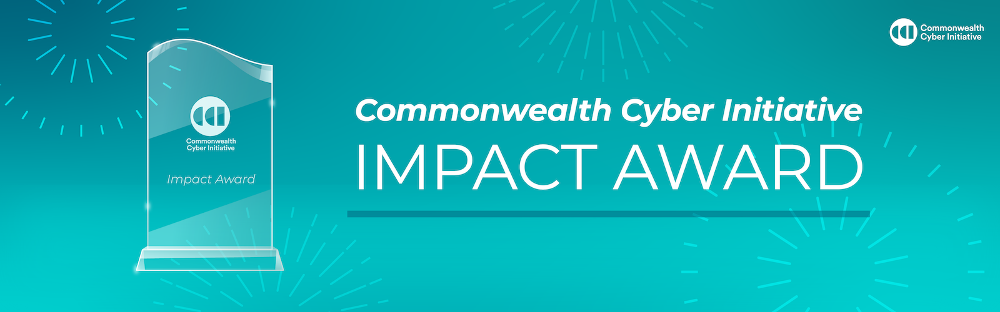 Commonwealth
Cyber Initiative
Commonwealth
Cyber Initiative
Impact Award
Commonwealth Cyber Initiative
IMPACT AWARD